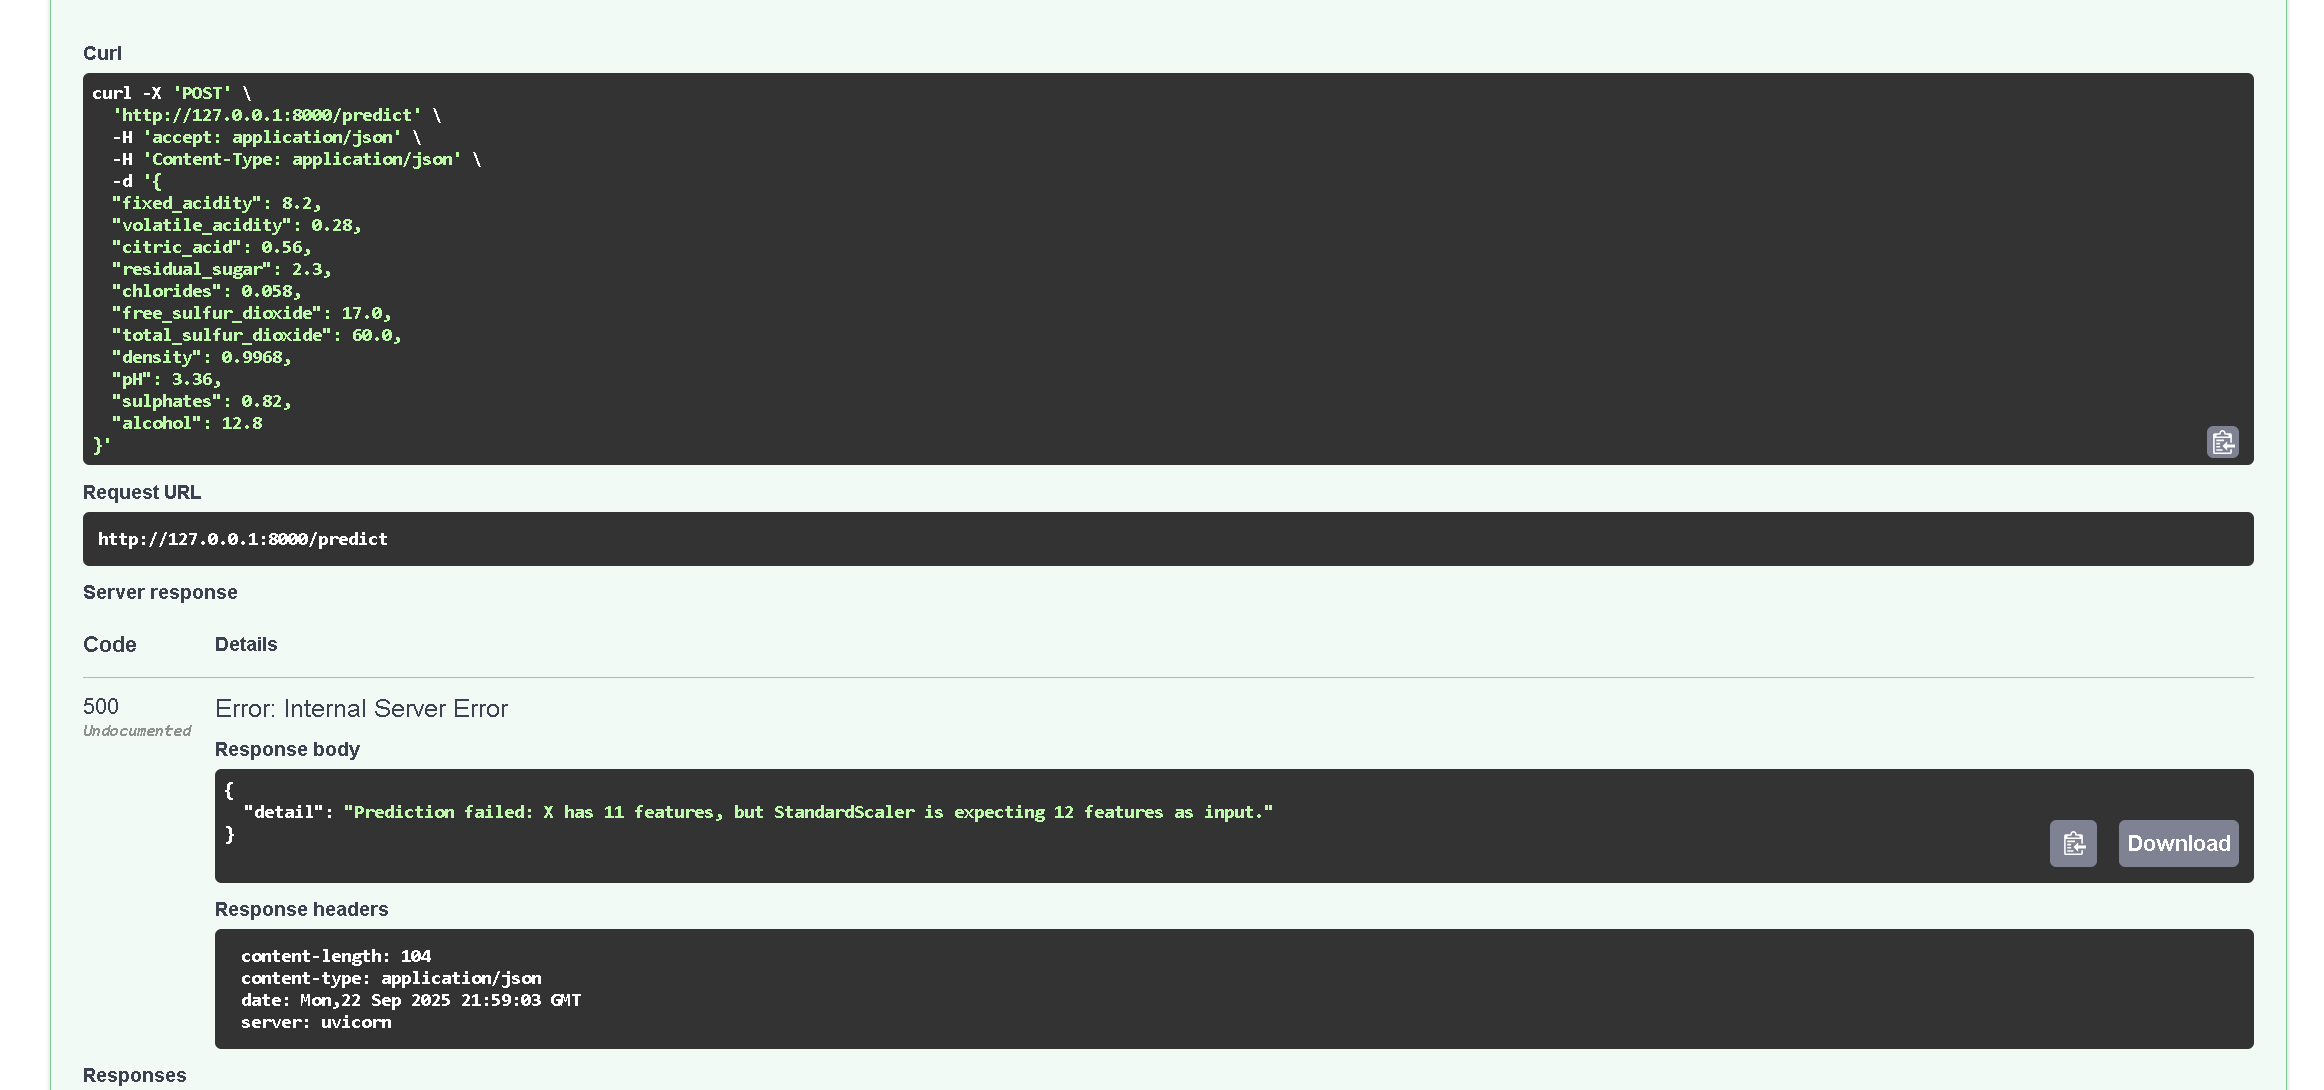 Curl
curl -X 'POST' \
  'http://127.0.0.1:8000/predict' \
  -H 'accept: application/json' \
  -H 'Content-Type: application/json' \
  -d '{
  "fixed_acidity": 8.2,
  "volatile_acidity": 0.28,
  "citric_acid": 0.56,
  "residual_sugar": 2.3,
  "chlorides": 0.058,
  "free_sulfur_dioxide": 17.0,
  "total_sulfur_dioxide": 60.0,
  "density": 0.9968,
  "pH": 3.36,
  "sulphates": 0.82,
  "alcohol": 12.8
}'
Request URL
http://127.0.0.1:8000/predict
Server response
Code Details
500 Error: Internal Server Error
Undocumented
Response body
{
  "detail": "Prediction failed: X has 11 features, but StandardScaler is expecting 12 features as input."
}
Download
Response headers
content-length: 104
content-type: application/json
date: Mon,22 Sep 2025 21:59:03 GMT
server: uvicorn
Responses